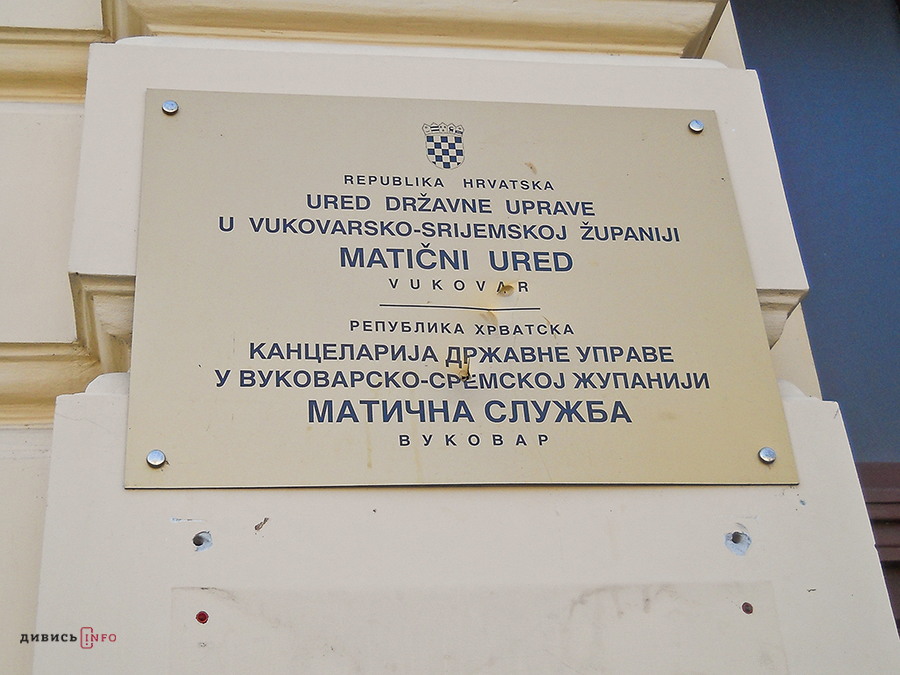 REPUBLIKA HRVATSKA
URED DRŽAVNE UPRAVE
U VUKOVARSKO-SRIJEMSKOJ ŽUPANIJI
MATIČNI URED
VUKOVAR
РЕПУБЛИКА ХРВАТСКА
КАНЦЕЛАРИЈА ДРЖАВНЕ УПРАВЕ
У ВУКОВАРСКО-СРЕМСКОЈ ЖУПАНИЈИ
МАТИЧНА СЛУЖБА
ВУКОВАР
ДИВИСЬ INFO